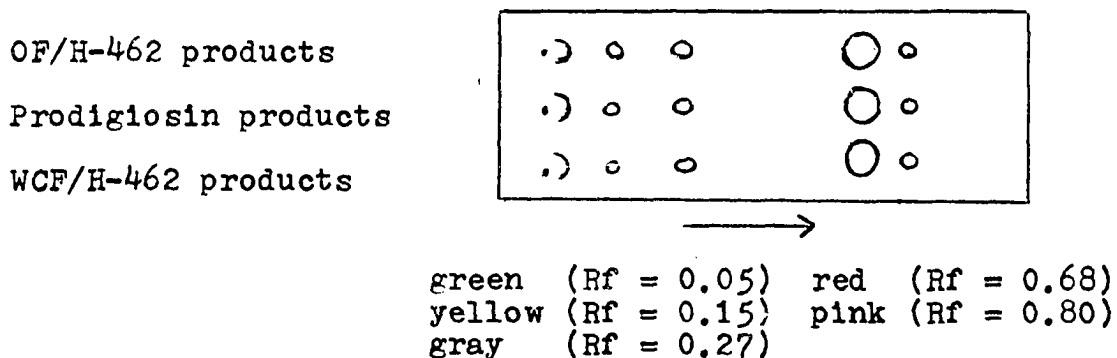 OF/H-462 products
Prodigiosin products
WCF/H-462 products
green (Rf = 0.05) red (Rf = 0.68)
yellow (Rf = 0.15) pink (Rf = 0.80)
gray (Rf = 0.27)